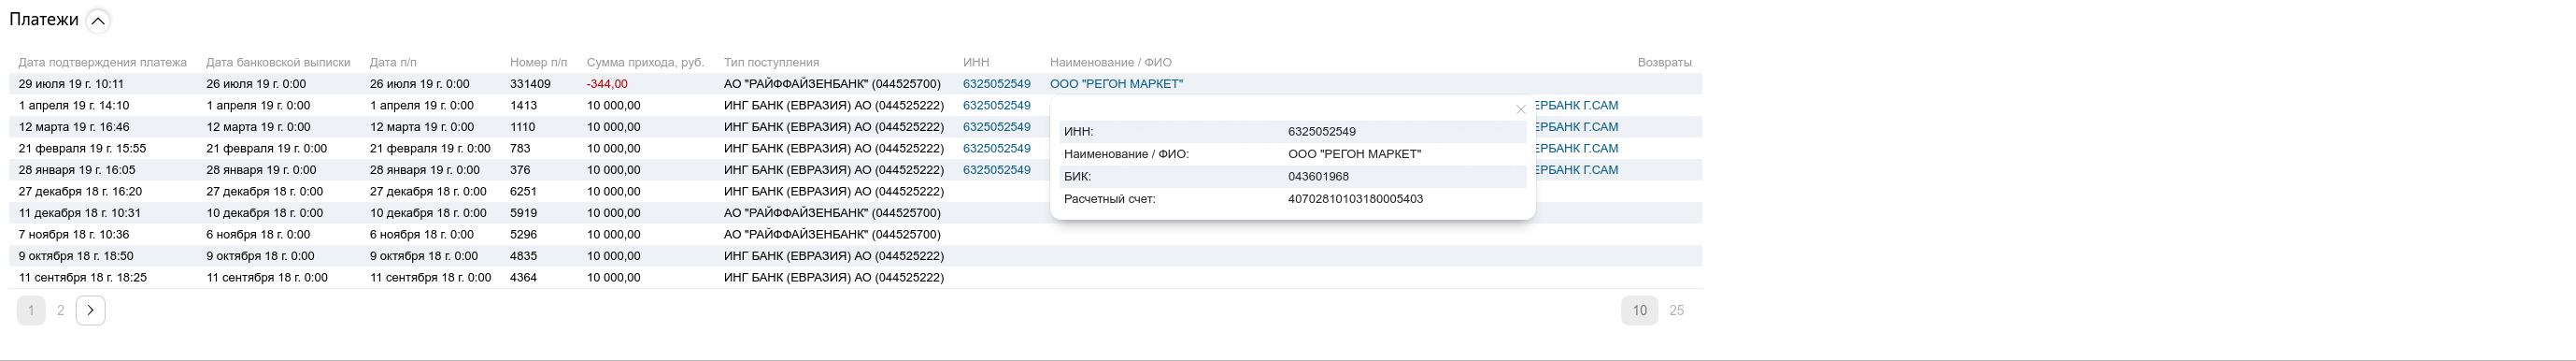 Платежи
Дата подтверждения платежа Дата банковской выписки Дата п/п Номер п/п Сумма прихода, руб. Тип поступления ИНН Наименование / ФИО Возвраты
29 июля 19 г. 10:11 26 июля 19 г. 0:00 26 июля 19 г. 0:00 331409 -344,00 АО "РАЙФФАЙЗЕНБАНК" (044525700) 6325052549 ООО "РЕГОН МАРКЕТ"
1 апреля 19 г. 14:10 1 апреля 19 г. 0:00 1 апреля 19 г. 0:00 1413 10 000,00 ИНГ БАНК (ЕВРАЗИЯ) АО (044525222) 6325052549 ЕРБАНК Г.САМ
12 марта 19 г. 16:46 12 марта 19 г. 0:00 12 марта 19 г. 0:00 1110 10 000,00 ИНГ БАНК (ЕВРАЗИЯ) АО (044525222) 6325052549 ЕРБАНК Г.САМ
21 февраля 19 г. 15:55 21 февраля 19 г. 0:00 21 февраля 19 г. 0:00 783 10 000,00 ИНГ БАНК (ЕВРАЗИЯ) АО (044525222) 6325052549 ЕРБАНК Г.САМ
28 января 19 г. 16:05 28 января 19 г. 0:00 28 января 19 г. 0:00 376 10 000,00 ИНГ БАНК (ЕВРАЗИЯ) АО (044525222) 6325052549 ЕРБАНК Г.САМ
27 декабря 18 г. 16:20 27 декабря 18 г. 0:00 27 декабря 18 г. 0:00 6251 10 000,00 ИНГ БАНК (ЕВРАЗИЯ) АО (044525222)
11 декабря 18 г. 10:31 10 декабря 18 г. 0:00 10 декабря 18 г. 0:00 5919 10 000,00 АО "РАЙФФАЙЗЕНБАНК" (044525700)
7 ноября 18 г. 10:36 6 ноября 18 г. 0:00 6 ноября 18 г. 0:00 5296 10 000,00 АО "РАЙФФАЙЗЕНБАНК" (044525700)
9 октября 18 г. 18:50 9 октября 18 г. 0:00 9 октября 18 г. 0:00 4835 10 000,00 ИНГ БАНК (ЕВРАЗИЯ) АО (044525222)
11 сентября 18 г. 18:25 11 сентября 18 г. 0:00 11 сентября 18 г. 0:00 4364 10 000,00 ИНГ БАНК (ЕВРАЗИЯ) АО (044525222)
ИНН: 6325052549
Наименование / ФИО: ООО "РЕГОН МАРКЕТ"
БИК: 043601968
Расчетный счет: 40702810103180005403
1 2 10 25